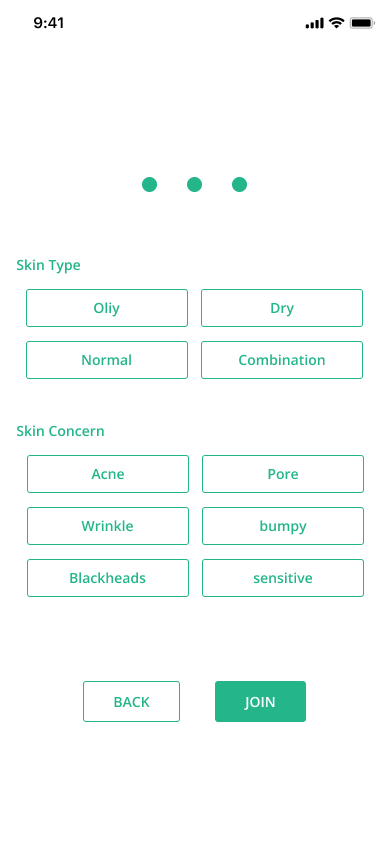 9:41
Skin Type
Oliy
Dry
Normal
Combination
Skin Concern
Acne
Pore
Wrinkle
bumpy
Blackheads
sensitive
BACK
JOIN